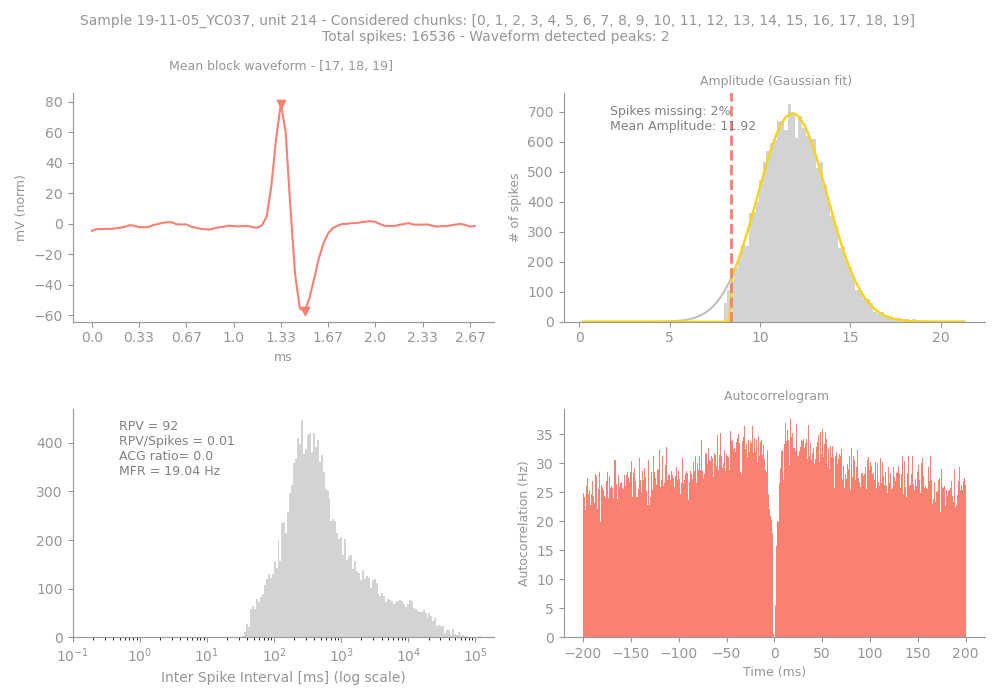 Sample 19-11-05_YC037, unit 214 - Considered chunks: [0, 1, 2, 3, 4, 5, 6, 7, 8, 9, 10, 11, 12, 13, 14, 15, 16, 17, 18, 19]
Total spikes: 16536 - Waveform detected peaks: 2
Mean block waveform - [17, 18, 19]
80
60
40
20
0
−20
−40
−60
mV (norm)
0.0 0.33 0.67 1.0 1.33 1.67 2.0 2.33 2.67
ms
Amplitude (Gaussian fit)
Spikes missing: 2%
Mean Amplitude: 11.92
700
600
500
400
300
200
100
0
# of spikes
0 5 10 15 20
RPV = 92
RPV/Spikes = 0.01
ACG ratio= 0.0
MFR = 19.04 Hz
400
300
200
100
0
10⁻¹ 10⁰ 10¹ 10² 10³ 10⁴ 10⁵
Inter Spike Interval [ms] (log scale)
Autocorrelogram
35
30
25
20
15
10
5
0
Autocorrelation (Hz)
−200 −150 −100 −50 0 50 100 150 200
Time (ms)